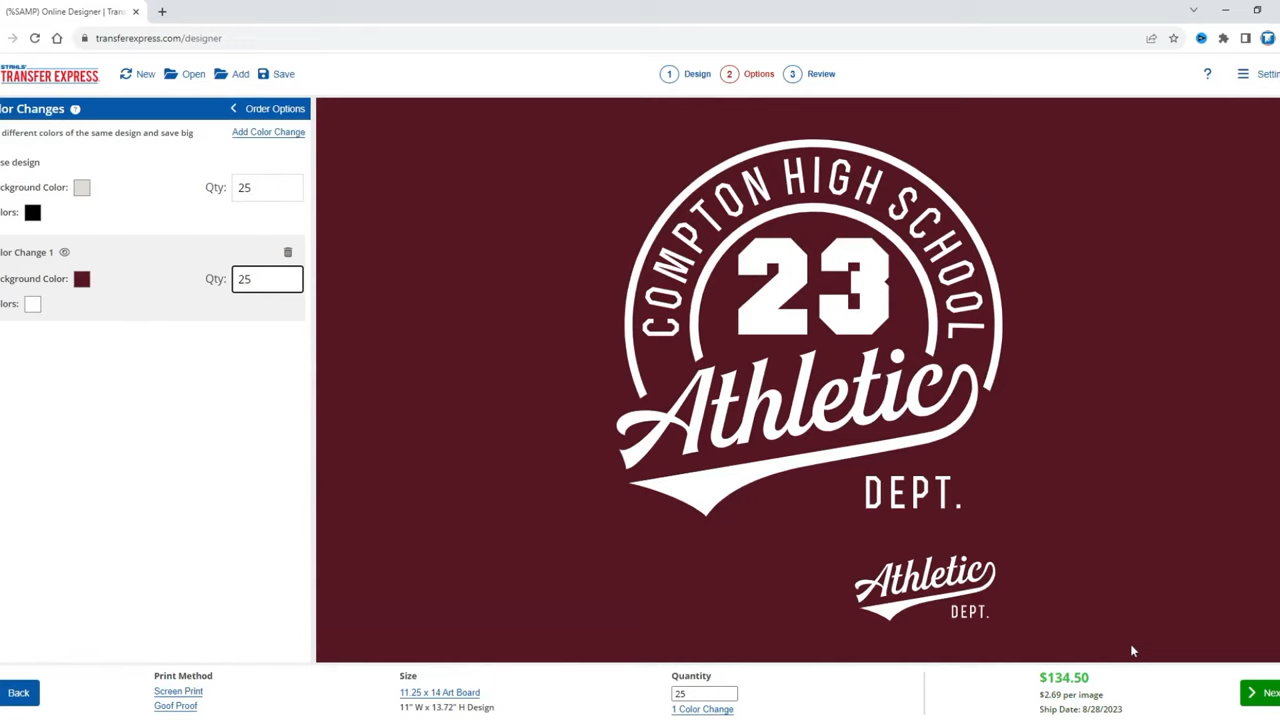 (%SAMP) Online Designer | Tran
transferexpress.com/designer
STAHLS'
TRANSFER EXPRESS
New
Open
Add
Save
1 Design
2 Options
3 Review
?
Settin
lor Changes ?
Order Options
different colors of the same design and save big
Add Color Change
se design
ckground Color:
Qty: 25
lors:
lor Change 1
ckground Color:
Qty: 25
lors:
COMPTON HIGH SCHOOL
23
Athletic
DEPT.
Athletic
DEPT.
Back
Print Method
Screen Print
Goof Proof
Size
11.25 x 14 Art Board
11" W x 13.72" H Design
Quantity
25
1 Color Change
$134.50
$2.69 per image
Ship Date: 8/28/2023
Nex